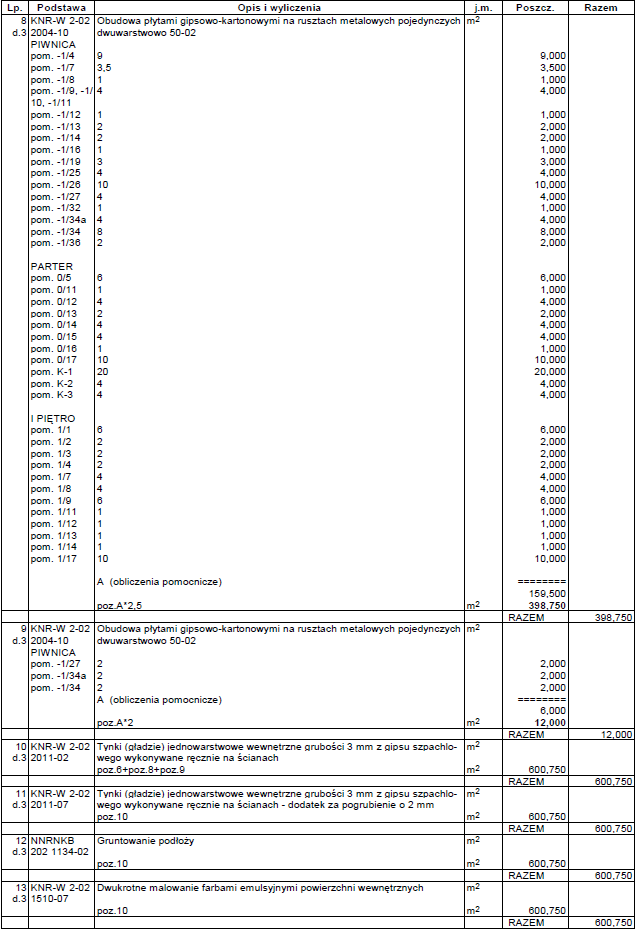 Lp. Podstawa Opis i wyliczenia j.m. Poszcz. Razem
8 KNR-W 2-02 Obudowa płytami gipsowo-kartonowymi na rusztach metalowych pojedynczych m2
d.3 2004-10 dwuwarstwowo 50-02
PIWNICA
pom. -1/4 9 9,000
pom. -1/7 3,5 3,500
pom. -1/8 1 1,000
pom. -1/9, -1/ 4 4,000
10, -1/11
pom. -1/12 1 1,000
pom. -1/13 2 2,000
pom. -1/14 2 2,000
pom. -1/16 1 1,000
pom. -1/19 3 3,000
pom. -1/25 4 4,000
pom. -1/26 10 10,000
pom. -1/27 4 4,000
pom. -1/32 1 1,000
pom. -1/34a 4 4,000
pom. -1/34 8 8,000
pom. -1/36 2 2,000
PARTER
pom. 0/5 6 6,000
pom. 0/11 1 1,000
pom. 0/12 4 4,000
pom. 0/13 2 2,000
pom. 0/14 4 4,000
pom. 0/15 4 4,000
pom. 0/16 1 1,000
pom. 0/17 10 10,000
pom. K-1 20 20,000
pom. K-2 4 4,000
pom. K-3 4 4,000
I PIĘTRO
pom. 1/1 6 6,000
pom. 1/2 2 2,000
pom. 1/3 2 2,000
pom. 1/4 2 2,000
pom. 1/7 4 4,000
pom. 1/8 4 4,000
pom. 1/9 6 6,000
pom. 1/11 1 1,000
pom. 1/12 1 1,000
pom. 1/13 1 1,000
pom. 1/14 1 1,000
pom. 1/17 10 10,000
A (obliczenia pomocnicze) ========
159,500
poz.A*2,5 m2 398,750
RAZEM 398,750
9 KNR-W 2-02 Obudowa płytami gipsowo-kartonowymi na rusztach metalowych pojedynczych m2
d.3 2004-10 dwuwarstwowo 50-02
PIWNICA
pom. -1/27 2 2,000
pom. -1/34a 2 2,000
pom. -1/34 2 2,000
A (obliczenia pomocnicze) ========
6,000
poz.A*2 m2 12,000
RAZEM 12,000
10 KNR-W 2-02 Tynki (gładzie) jednowarstwowe wewnętrzne grubości 3 mm z gipsu szpachlo- m2
d.3 2011-02 wego wykonywane ręcznie na ścianach
poz.6+poz.8+poz.9 m2 600,750
RAZEM 600,750
11 KNR-W 2-02 Tynki (gładzie) jednowarstwowe wewnętrzne grubości 3 mm z gipsu szpachlo- m2
d.3 2011-07 wego wykonywane ręcznie na ścianach - dodatek za pogrubienie o 2 mm
poz.10 m2 600,750
RAZEM 600,750
12 NNRNKB Gruntowanie podłoży m2
d.3 202 1134-02
poz.10 m2 600,750
RAZEM 600,750
13 KNR-W 2-02 Dwukrotne malowanie farbami emulsyjnymi powierzchni wewnętrznych m2
d.3 1510-07
poz.10 m2 600,750
RAZEM 600,750